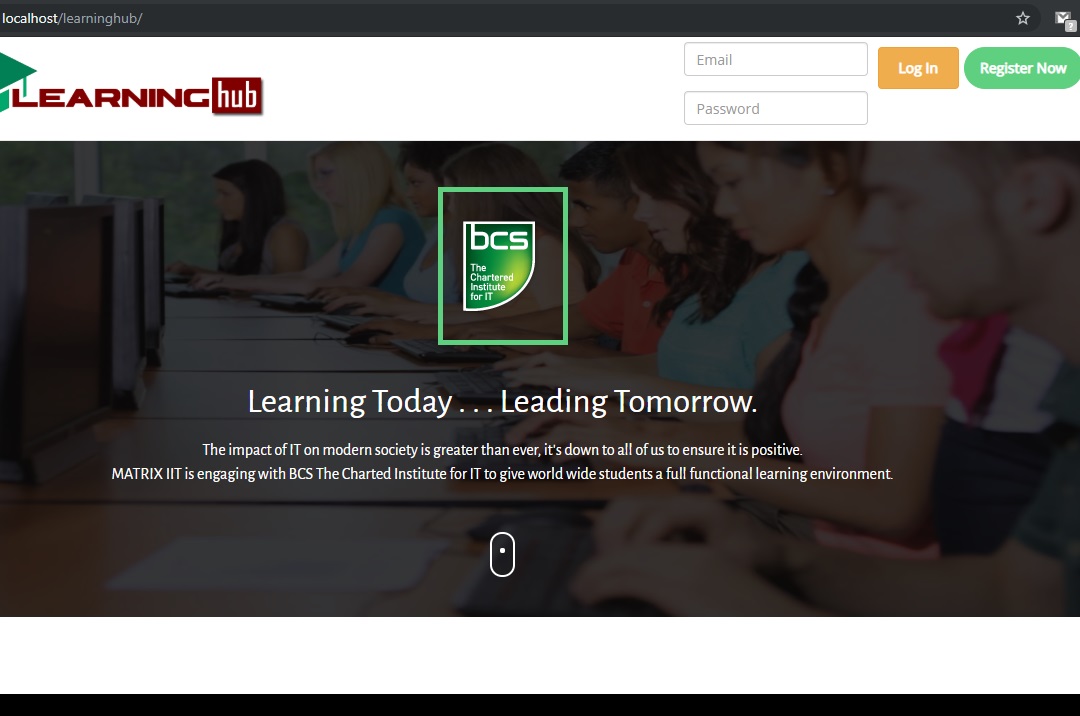 localhost/learninghub/
LEARNING hub
Email
Log In
Register Now
Password
bcs
The
Chartered
Institute
for IT
Learning Today . . . Leading Tomorrow.
The impact of IT on modern society is greater than ever, it's down to all of us to ensure it is positive.
MATRIX IIT is engaging with BCS The Charted Institute for IT to give world wide students a full functional learning environment.